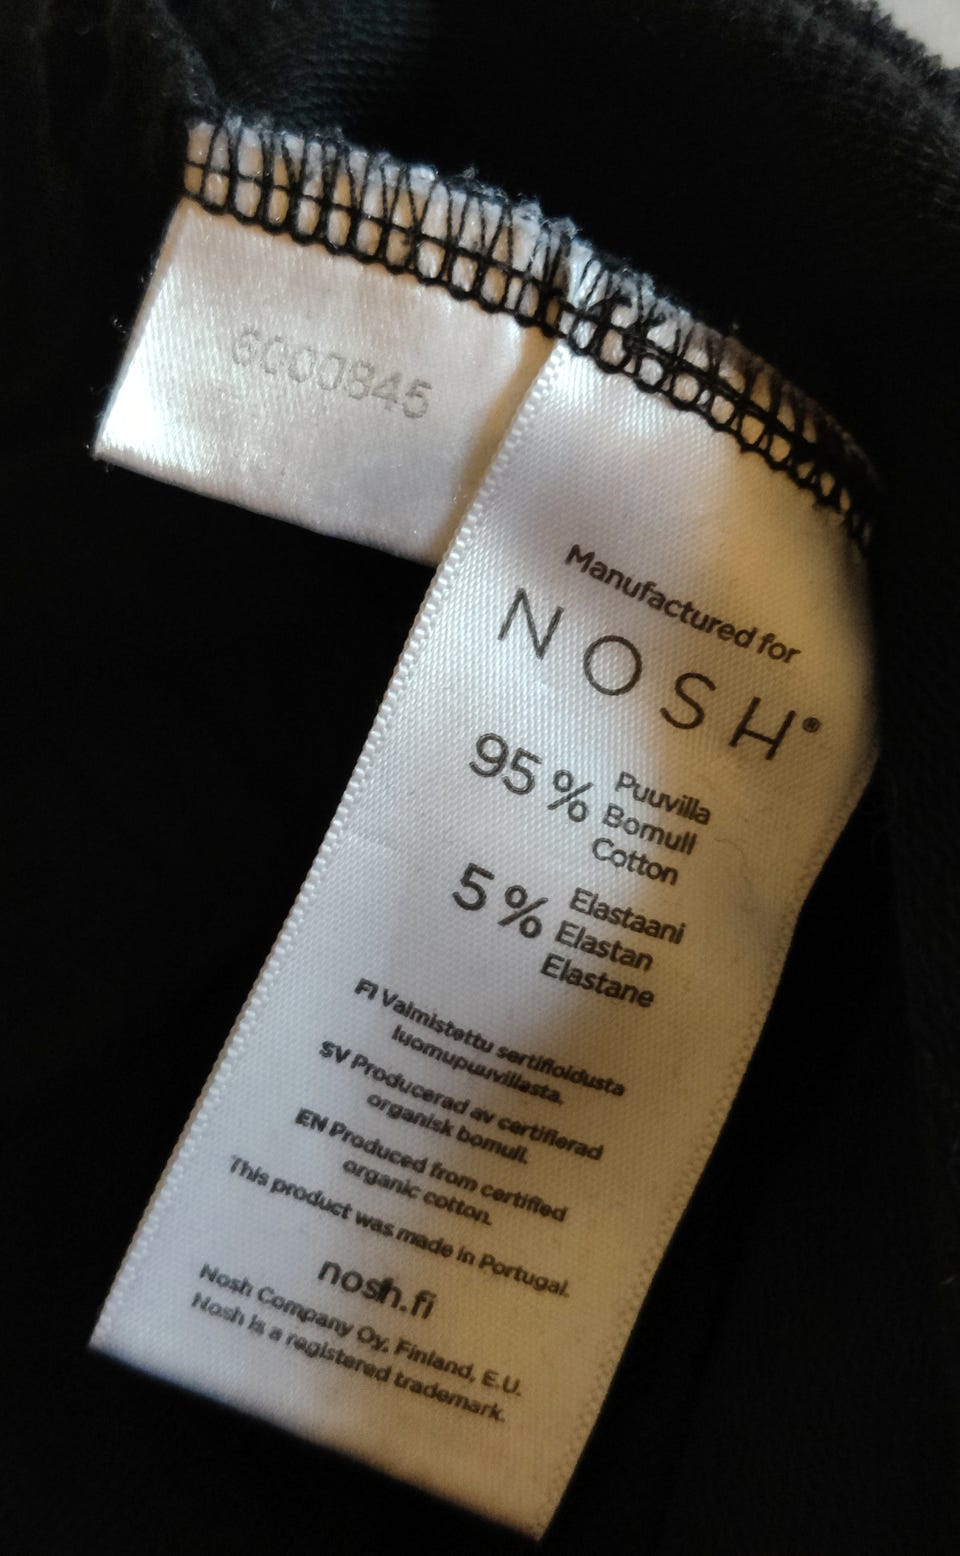 6000845
Manufactured for
NOSH®
95 %
Puuvilla
Bomull
Cotton
5 %
Elastaani
Elastan
Elastane
FI Valmistettu sertifioidusta
luomupuuvillasta.
SV Producerad av certifierad
organisk bomull.
EN Produced from certified
organic cotton.
This product was made in Portugal.
nosh.fi
Nosh Company Oy, Finland, E.U.
Nosh is a registered trademark.